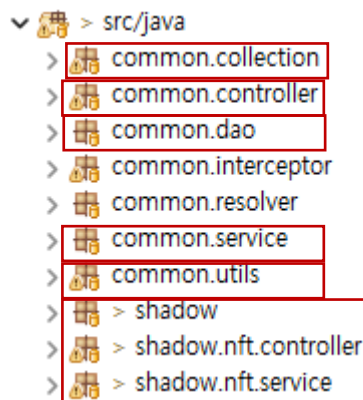 > src/java
common.collection
common.controller
common.dao
common.interceptor
common.resolver
common.service
common.utils
> shadow
> shadow.nft.controller
> shadow.nft.service